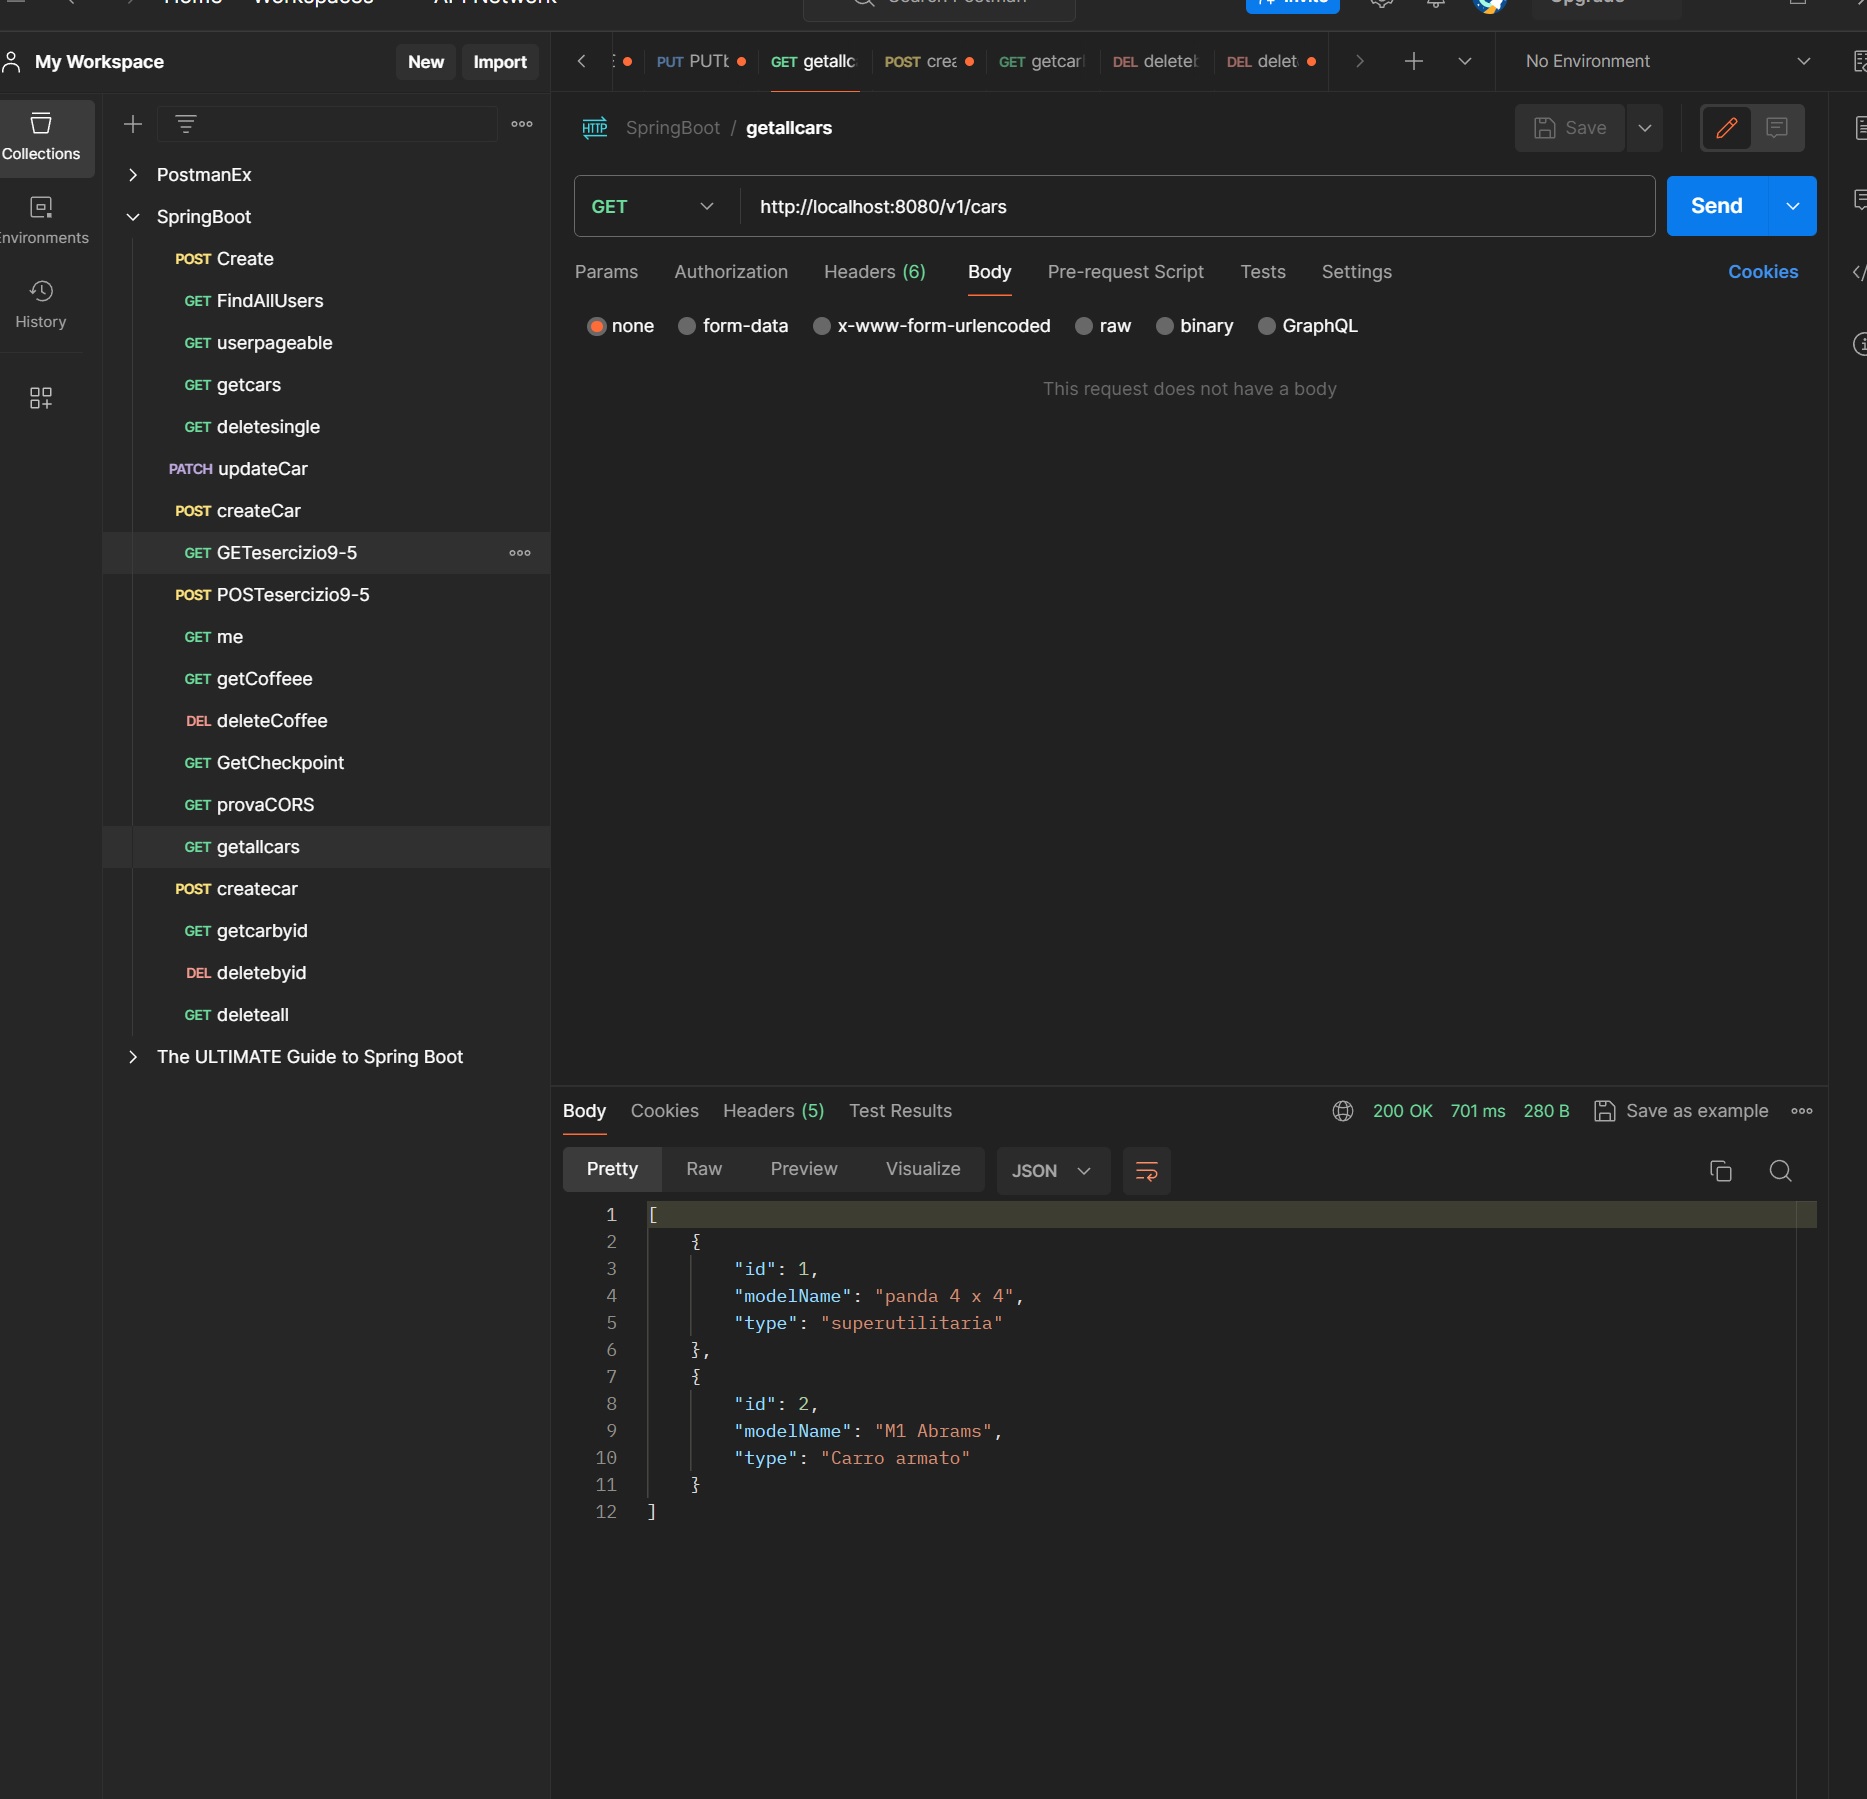 Home Workspaces API Network Search Postman Invite Upgrade
My Workspace New Import
PUT PUTt GET getallc POST crea GET getcar DEL delete DEL delet No Environment
Collections
HTTP SpringBoot / getallcars Save
PostmanEx
SpringBoot
GET http://localhost:8080/v1/cars Send
nvironments
POST Create
Params Authorization Headers (6) Body Pre-request Script Tests Settings Cookies
GET FindAllUsers
History
none form-data x-www-form-urlencoded raw binary GraphQL
GET userpageable
GET getcars
This request does not have a body
GET deletesingle
PATCH updateCar
POST createCar
GET GETesercizio9-5
POST POSTesercizio9-5
GET me
GET getCoffeee
DEL deleteCoffee
GET GetCheckpoint
GET provaCORS
GET getallcars
POST createcar
GET getcarbyid
DEL deletebyid
GET deleteall
The ULTIMATE Guide to Spring Boot
Body Cookies Headers (5) Test Results 200 OK 701 ms 280 B Save as example
Pretty Raw Preview Visualize JSON
1 [
2 {
3 "id": 1,
4 "modelName": "panda 4 x 4",
5 "type": "superutilitaria"
6 },
7 {
8 "id": 2,
9 "modelName": "M1 Abrams",
10 "type": "Carro armato"
11 }
12 ]